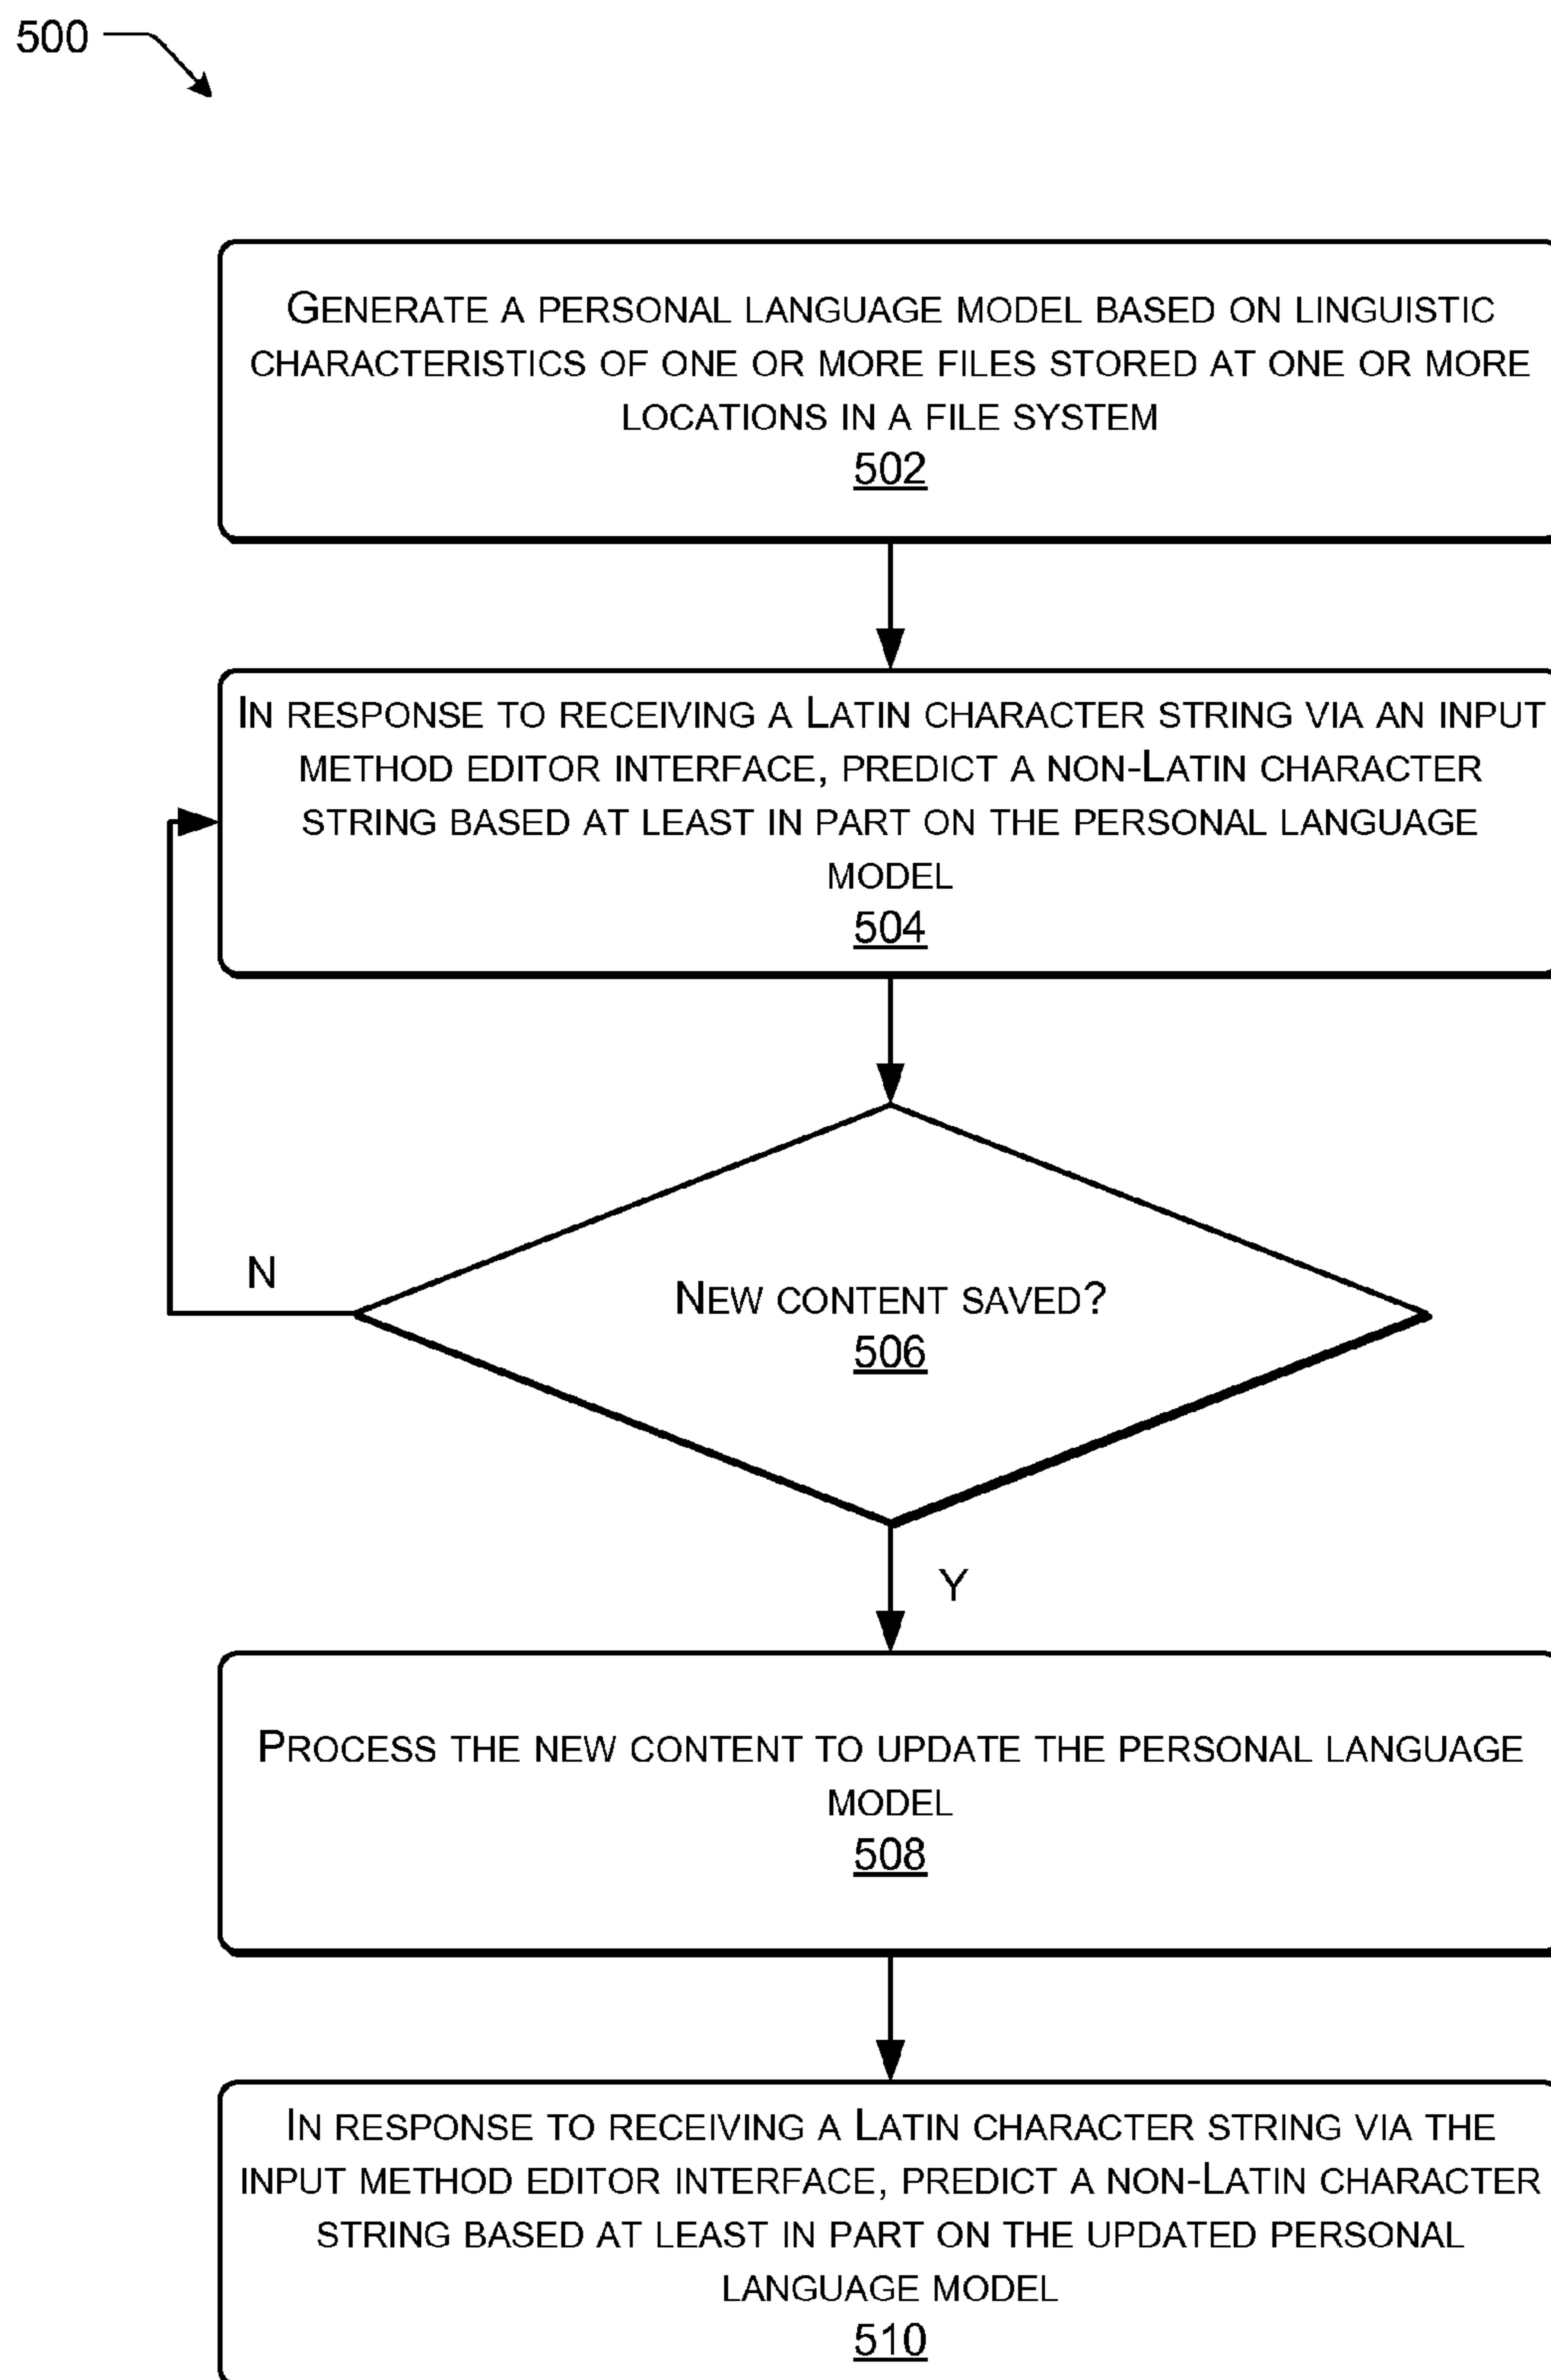 500
GENERATE A PERSONAL LANGUAGE MODEL BASED ON LINGUISTIC
CHARACTERISTICS OF ONE OR MORE FILES STORED AT ONE OR MORE
LOCATIONS IN A FILE SYSTEM
502
IN RESPONSE TO RECEIVING A LATIN CHARACTER STRING VIA AN INPUT
METHOD EDITOR INTERFACE, PREDICT A NON-LATIN CHARACTER
STRING BASED AT LEAST IN PART ON THE PERSONAL LANGUAGE
MODEL
504
N
NEW CONTENT SAVED?
506
Y
PROCESS THE NEW CONTENT TO UPDATE THE PERSONAL LANGUAGE
MODEL
508
IN RESPONSE TO RECEIVING A LATIN CHARACTER STRING VIA THE
INPUT METHOD EDITOR INTERFACE, PREDICT A NON-LATIN CHARACTER
STRING BASED AT LEAST IN PART ON THE UPDATED PERSONAL
LANGUAGE MODEL
510